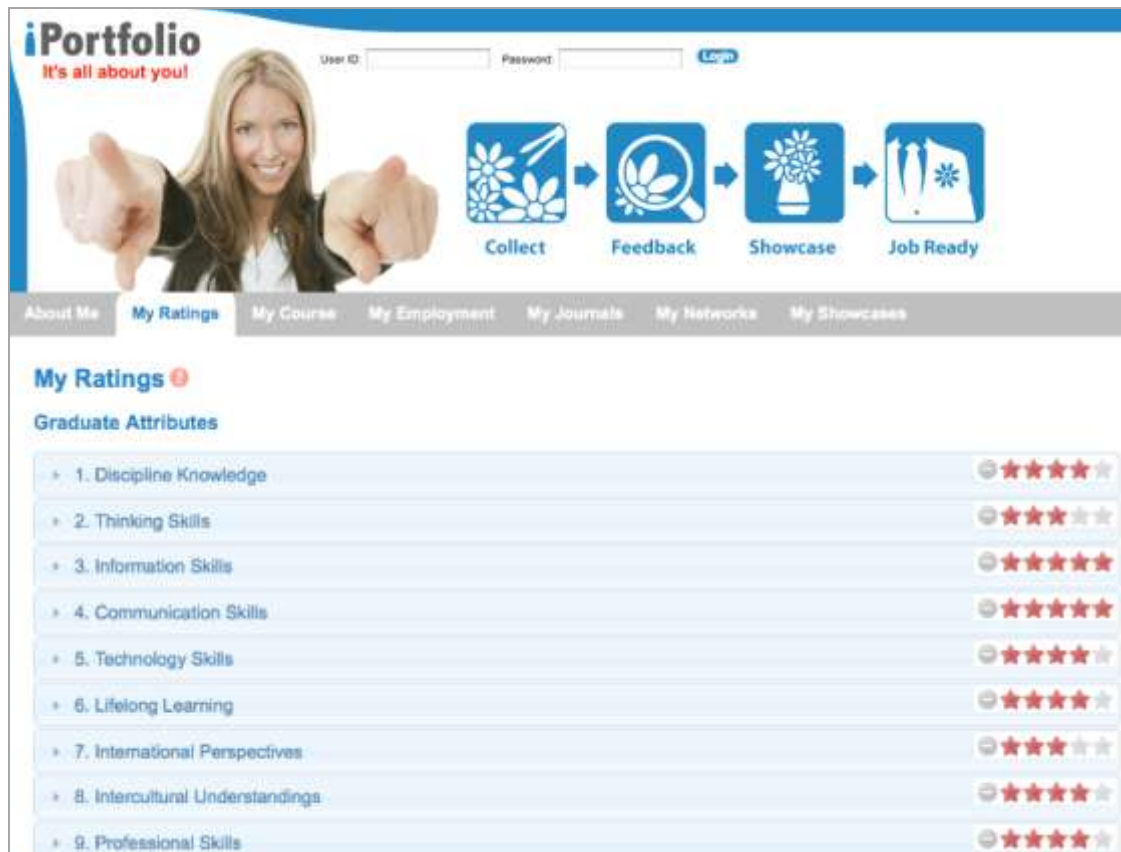 iPortfolio
It's all about you!
User ID: Password: Login
Collect Feedback Showcase Job Ready
About Me My Ratings My Course My Employment My Journals My Networks My Showcases
My Ratings ?
Graduate Attributes
1. Discipline Knowledge
2. Thinking Skills
3. Information Skills
4. Communication Skills
5. Technology Skills
6. Lifelong Learning
7. International Perspectives
8. Intercultural Understandings
9. Professional Skills